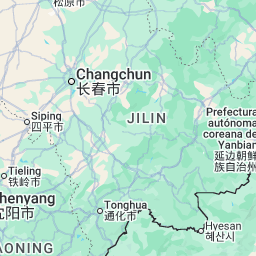 松原市
Changchun
长春市
Siping
四平市
JILIN
Prefectura
autónoma
coreana de
Yanbian
延边朝鲜
族自治州
Tieling
铁岭市
henyang
沈阳市
Tonghua
通化市
Hyesan
혜산시
AONING